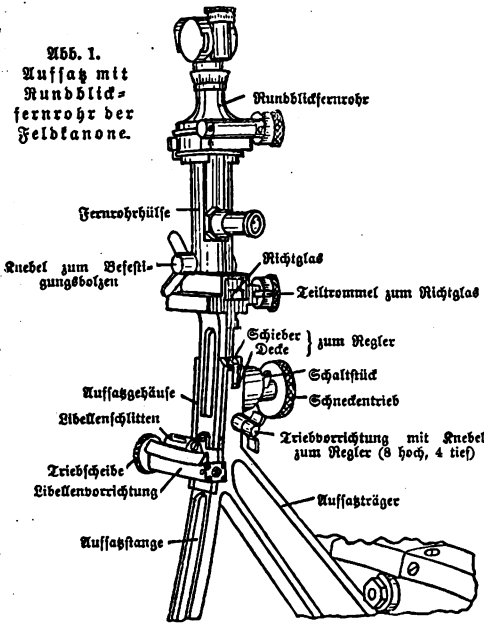 Abb. 1.
Aufsatz mit
Rundblick=
fernrohr der
Feldkanone.
Rundblickfernrohr
Fernrohrhülse
Knebel zum Befesti-
gungsbolzen
Richtglas
Teiltrommel zum Richtglas
Schieber
Decke } zum Regler
Schaltstück
Schneckentrieb
Aufsatzgehäuse
Libellenschlitten
Triebvorrichtung mit Knebel
zum Regler (8 hoch, 4 tief)
Triebscheibe
Libellenvorrichtung
Aufsatzträger
Aufsatzstange